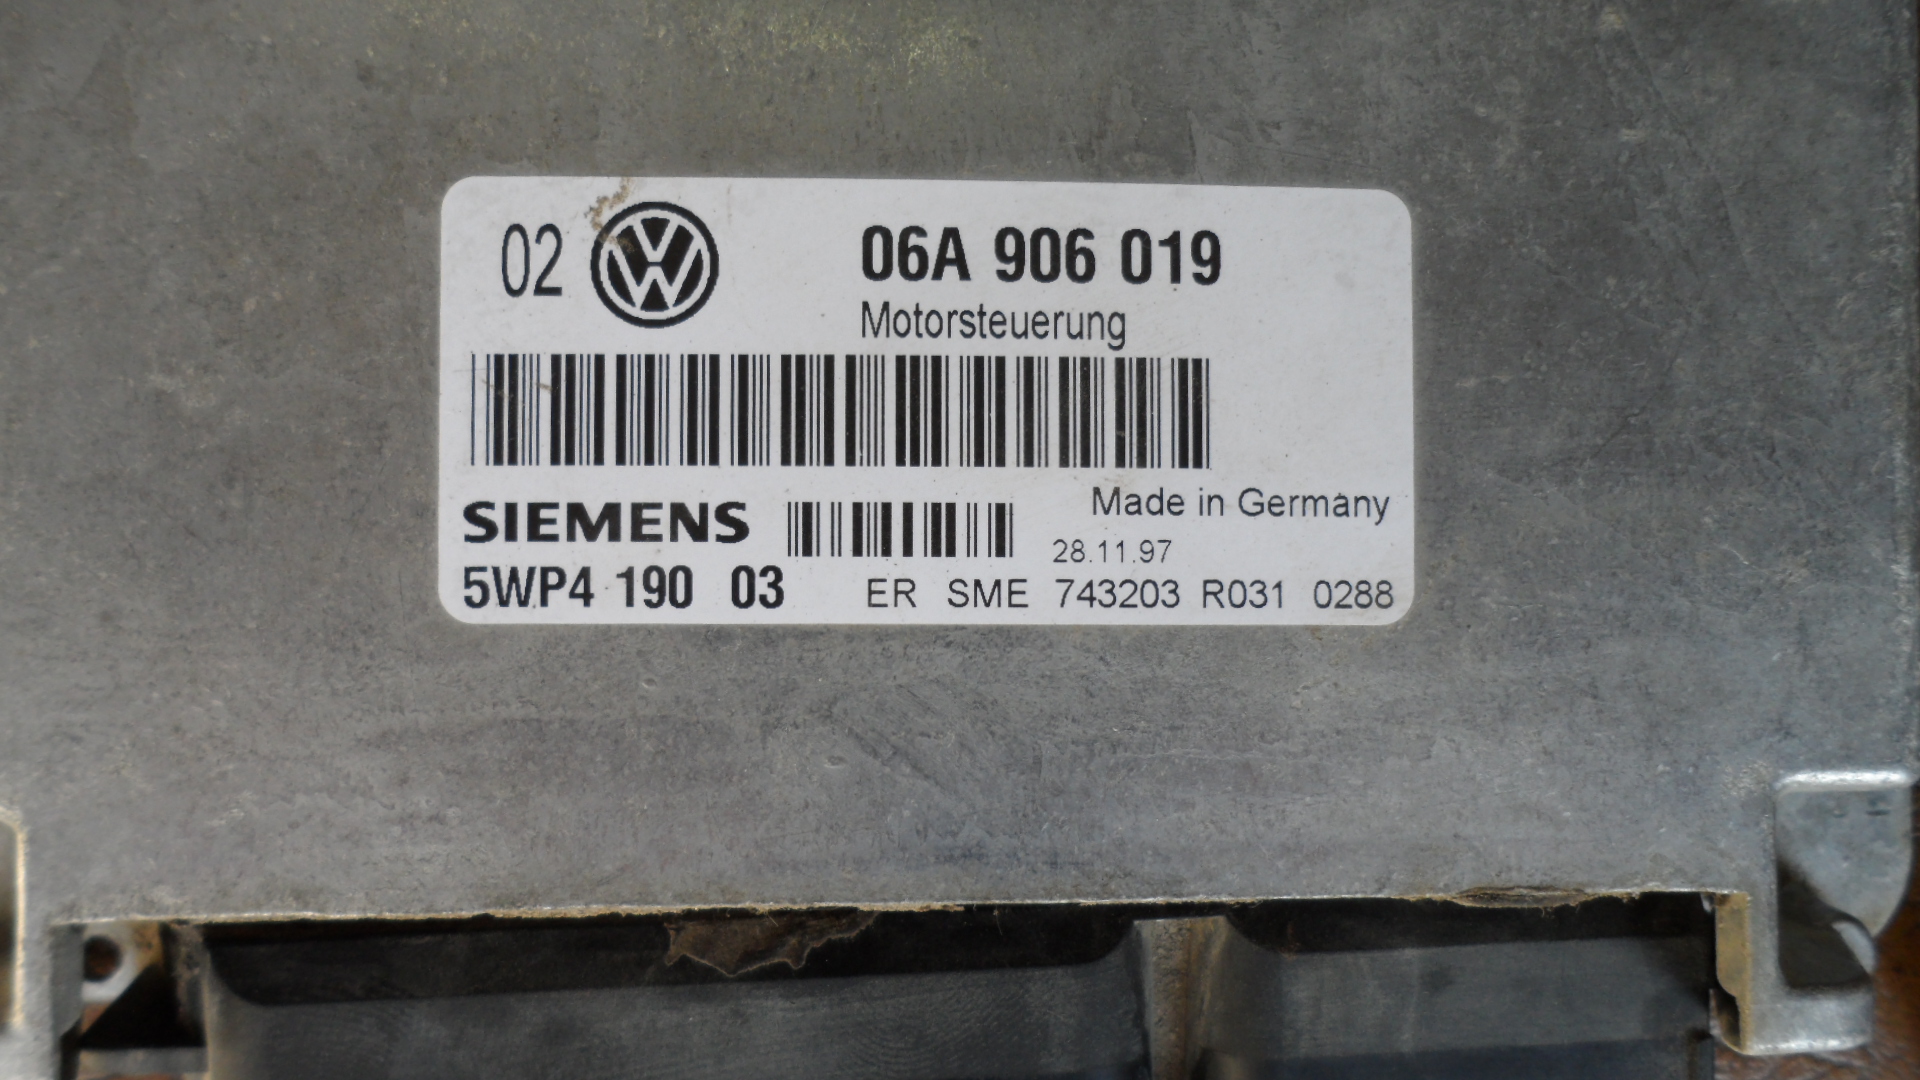 02 06A 906 019
Motorsteuerung
SIEMENS Made in Germany
28.11.97
5WP4 190 03 ER SME 743203 R031 0288